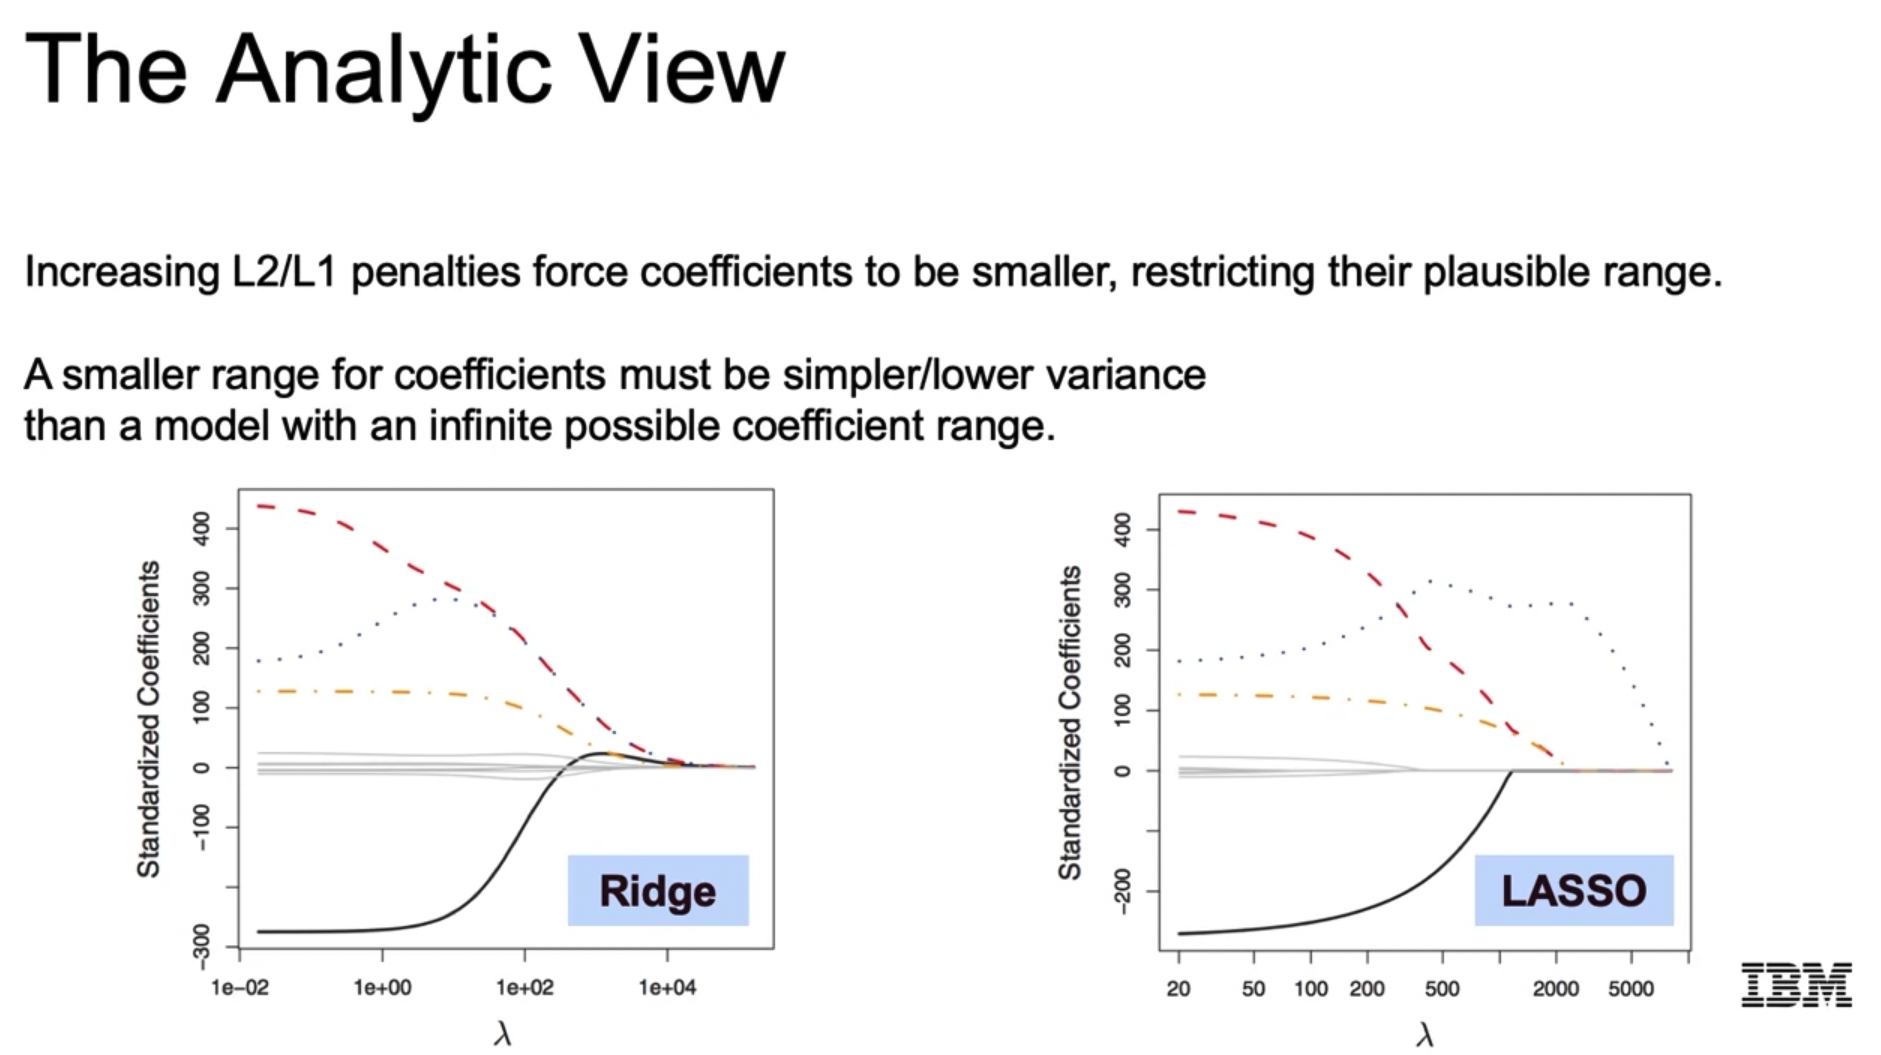 The Analytic View
Increasing L2/L1 penalties force coefficients to be smaller, restricting their plausible range.
A smaller range for coefficients must be simpler/lower variance
than a model with an infinite possible coefficient range.
Standardized Coefficients
400
300
200
100
0
-100
-300
1e-02 1e+00 1e+02 1e+04
λ
Ridge
Standardized Coefficients
400
300
200
100
0
-200
20 50 100 200 500 2000 5000
λ
LASSO
IBM